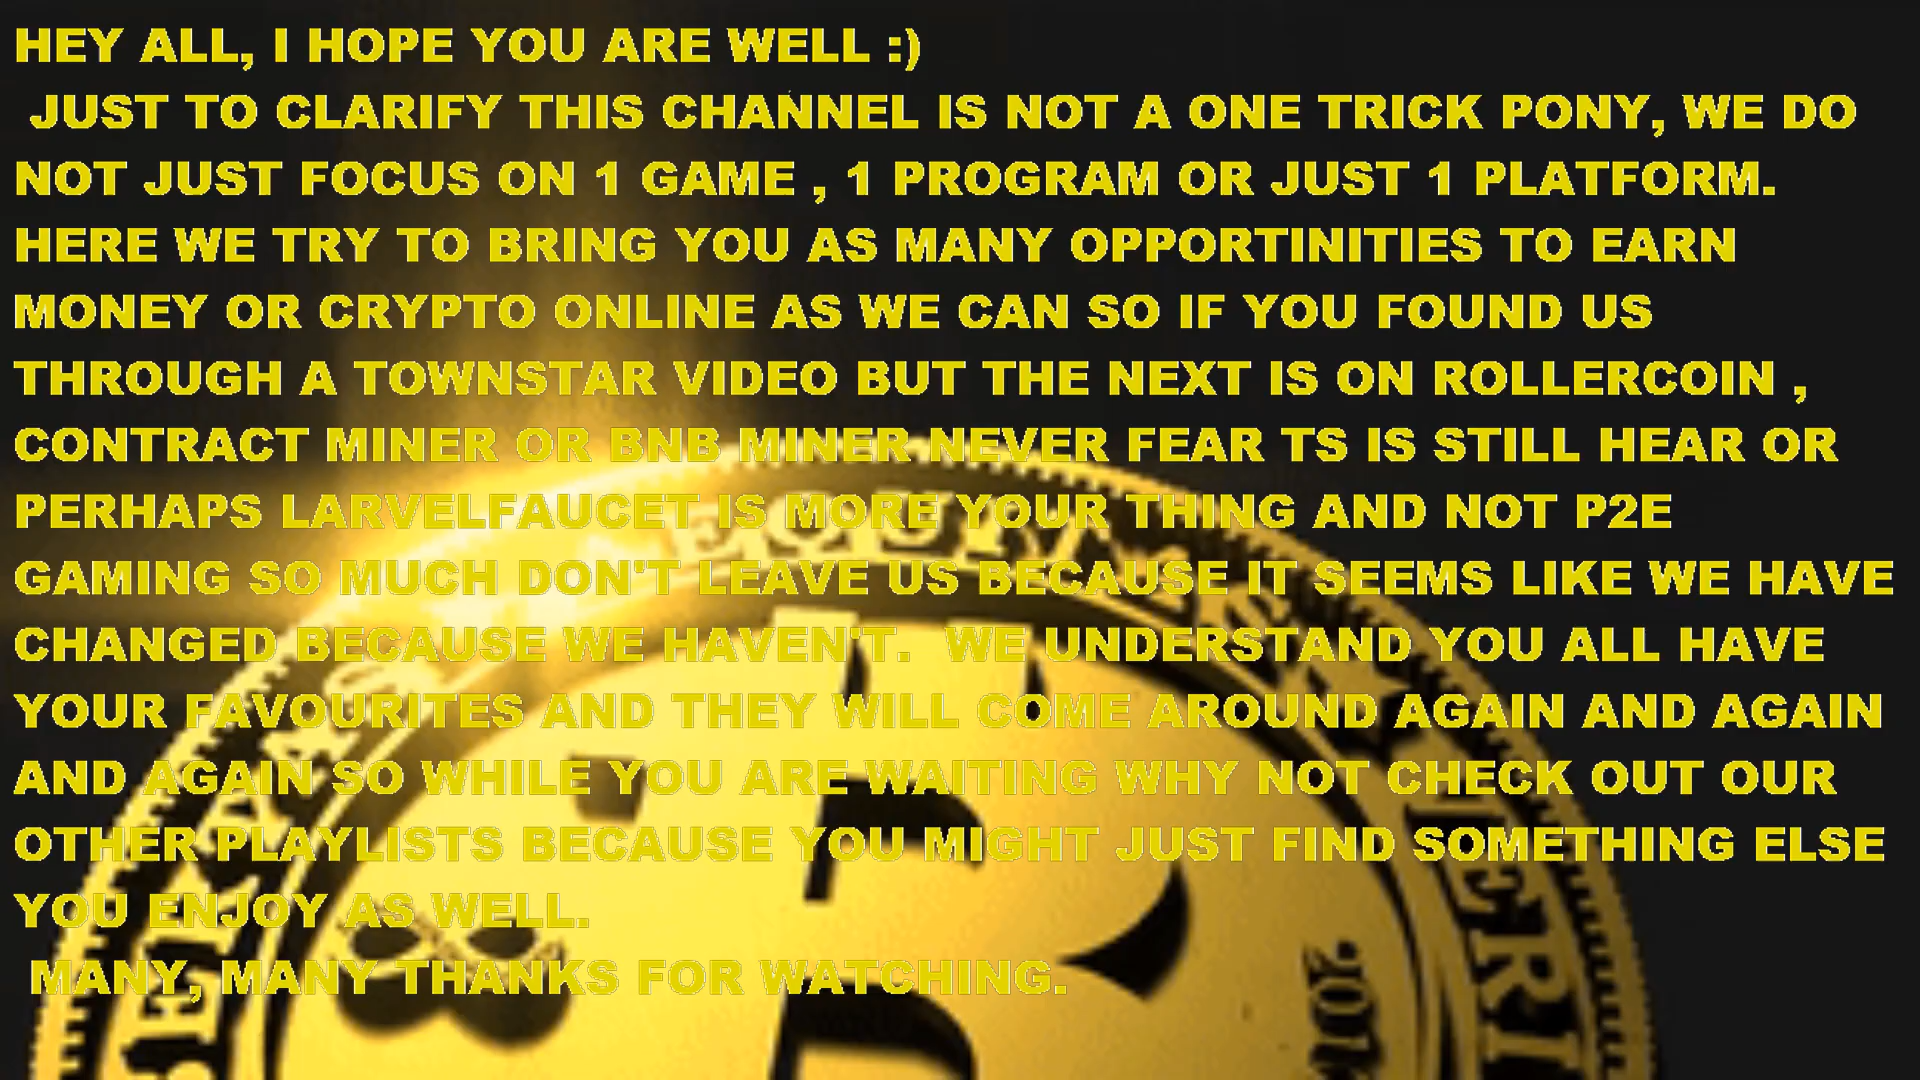 HEY ALL, I HOPE YOU ARE WELL :)
JUST TO CLARIFY THIS CHANNEL IS NOT A ONE TRICK PONY, WE DO
NOT JUST FOCUS ON 1 GAME , 1 PROGRAM OR JUST 1 PLATFORM.
HERE WE TRY TO BRING YOU AS MANY OPPORTINITIES TO EARN
MONEY OR CRYPTO ONLINE AS WE CAN SO IF YOU FOUND US
THROUGH A TOWNSTAR VIDEO BUT THE NEXT IS ON ROLLERCOIN ,
CONTRACT MINER OR BNB MINER NEVER FEAR TS IS STILL HEAR OR
PERHAPS LARVELFAUCET IS MORE YOUR THING AND NOT P2E
GAMING SO MUCH DON'T LEAVE US BECAUSE IT SEEMS LIKE WE HAVE
CHANGED BECAUSE WE HAVEN'T.  WE UNDERSTAND YOU ALL HAVE
YOUR FAVOURITES AND THEY WILL COME AROUND AGAIN AND AGAIN
AND AGAIN SO WHILE YOU ARE WAITING WHY NOT CHECK OUT OUR
OTHER PLAYLISTS BECAUSE YOU MIGHT JUST FIND SOMETHING ELSE
YOU ENJOY AS WELL.
MANY, MANY THANKS FOR WATCHING.